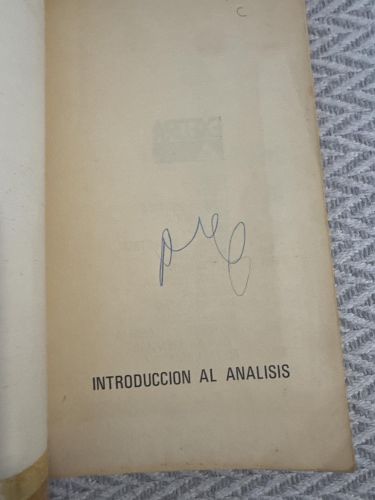 C
INTRODUCCION AL ANALISIS